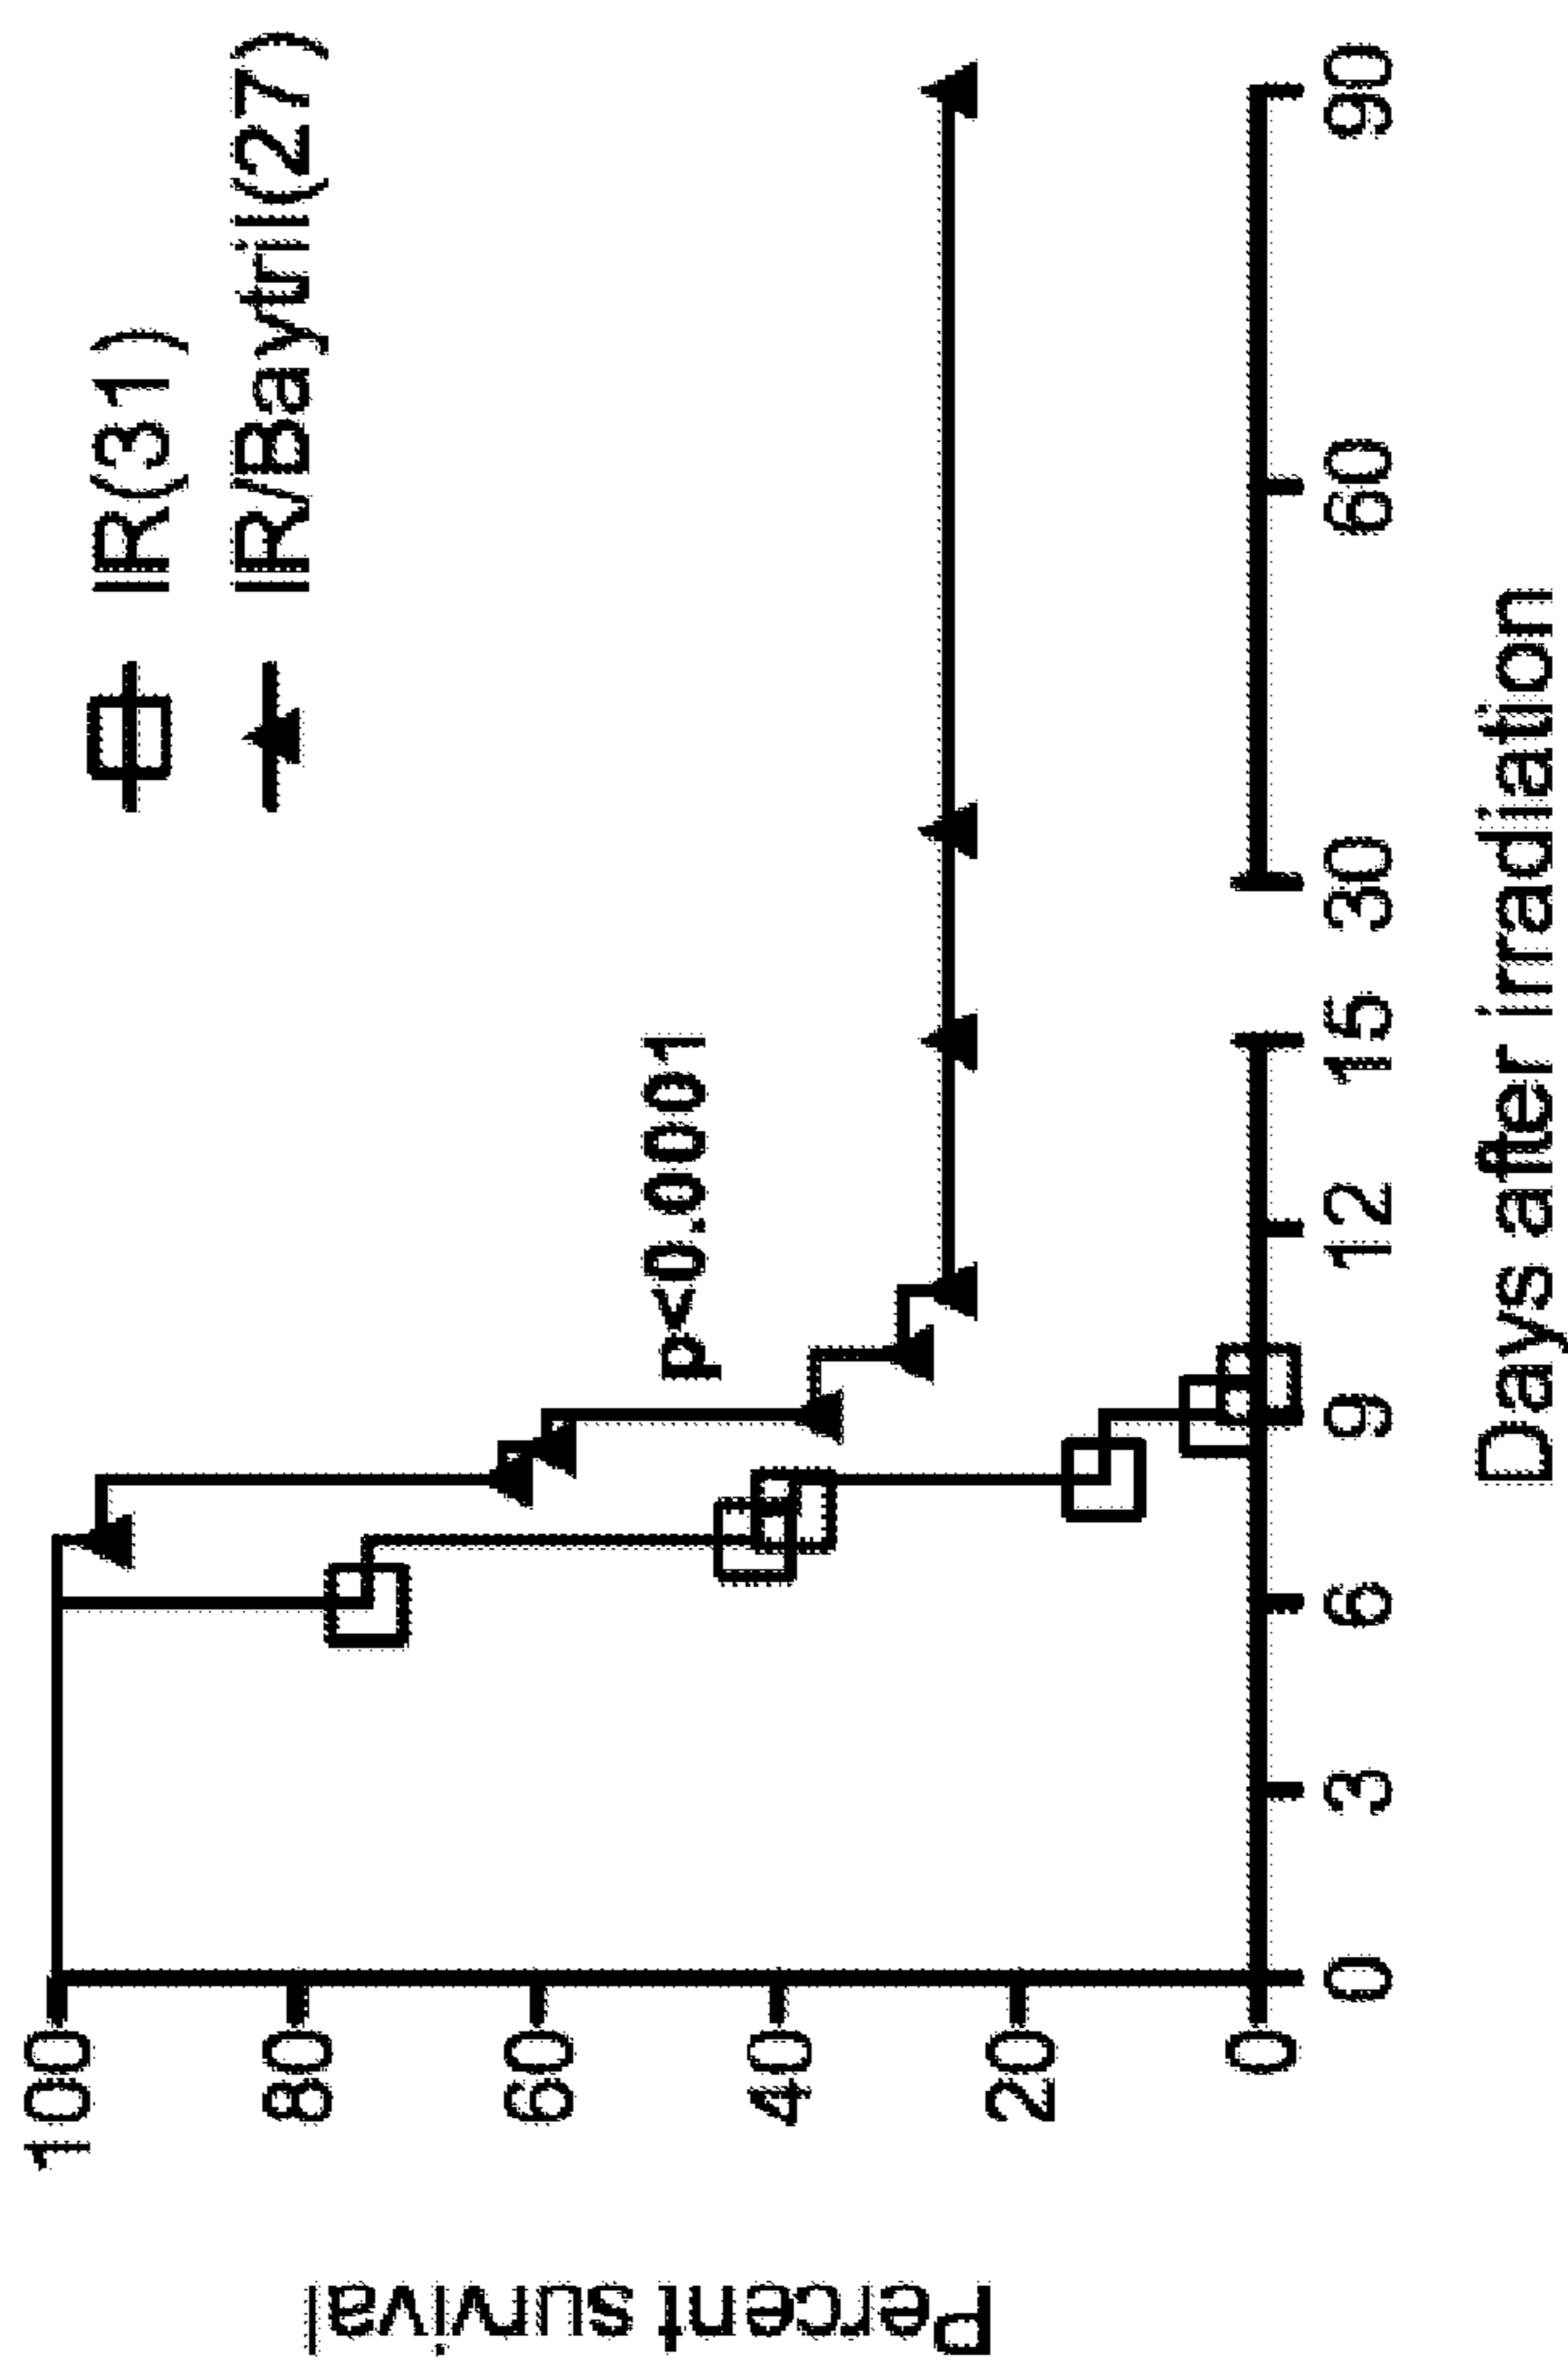 IR(31)
IR/Baytril(27)
p<0.0001
100
80
60
40
20
0
Percent survival
0 3 6 9 12 15 30 60 90
Days after irradiation